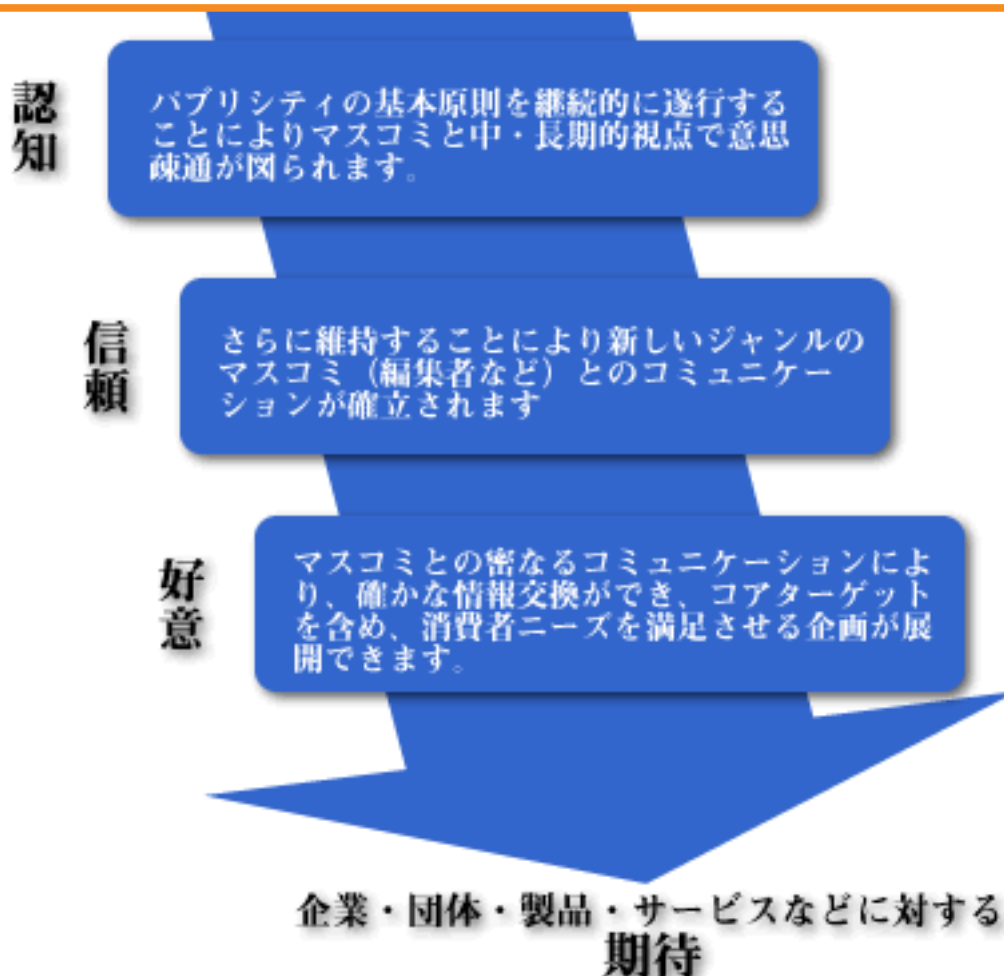 認知
パブリシティの基本原則を継続的に遂行する
ことによりマスコミと中・長期的視点で意思
疎通が図られます。
信頼
さらに維持することにより新しいジャンルの
マスコミ（編集者など）とのコミュニケー
ションが確立されます
好意
マスコミとの密なるコミュニケーションによ
り、確かな情報交換ができ、コアターゲット
を含め、消費者ニーズを満足させる企画が展
開できます。
企業・団体・製品・サービスなどに対する
期待